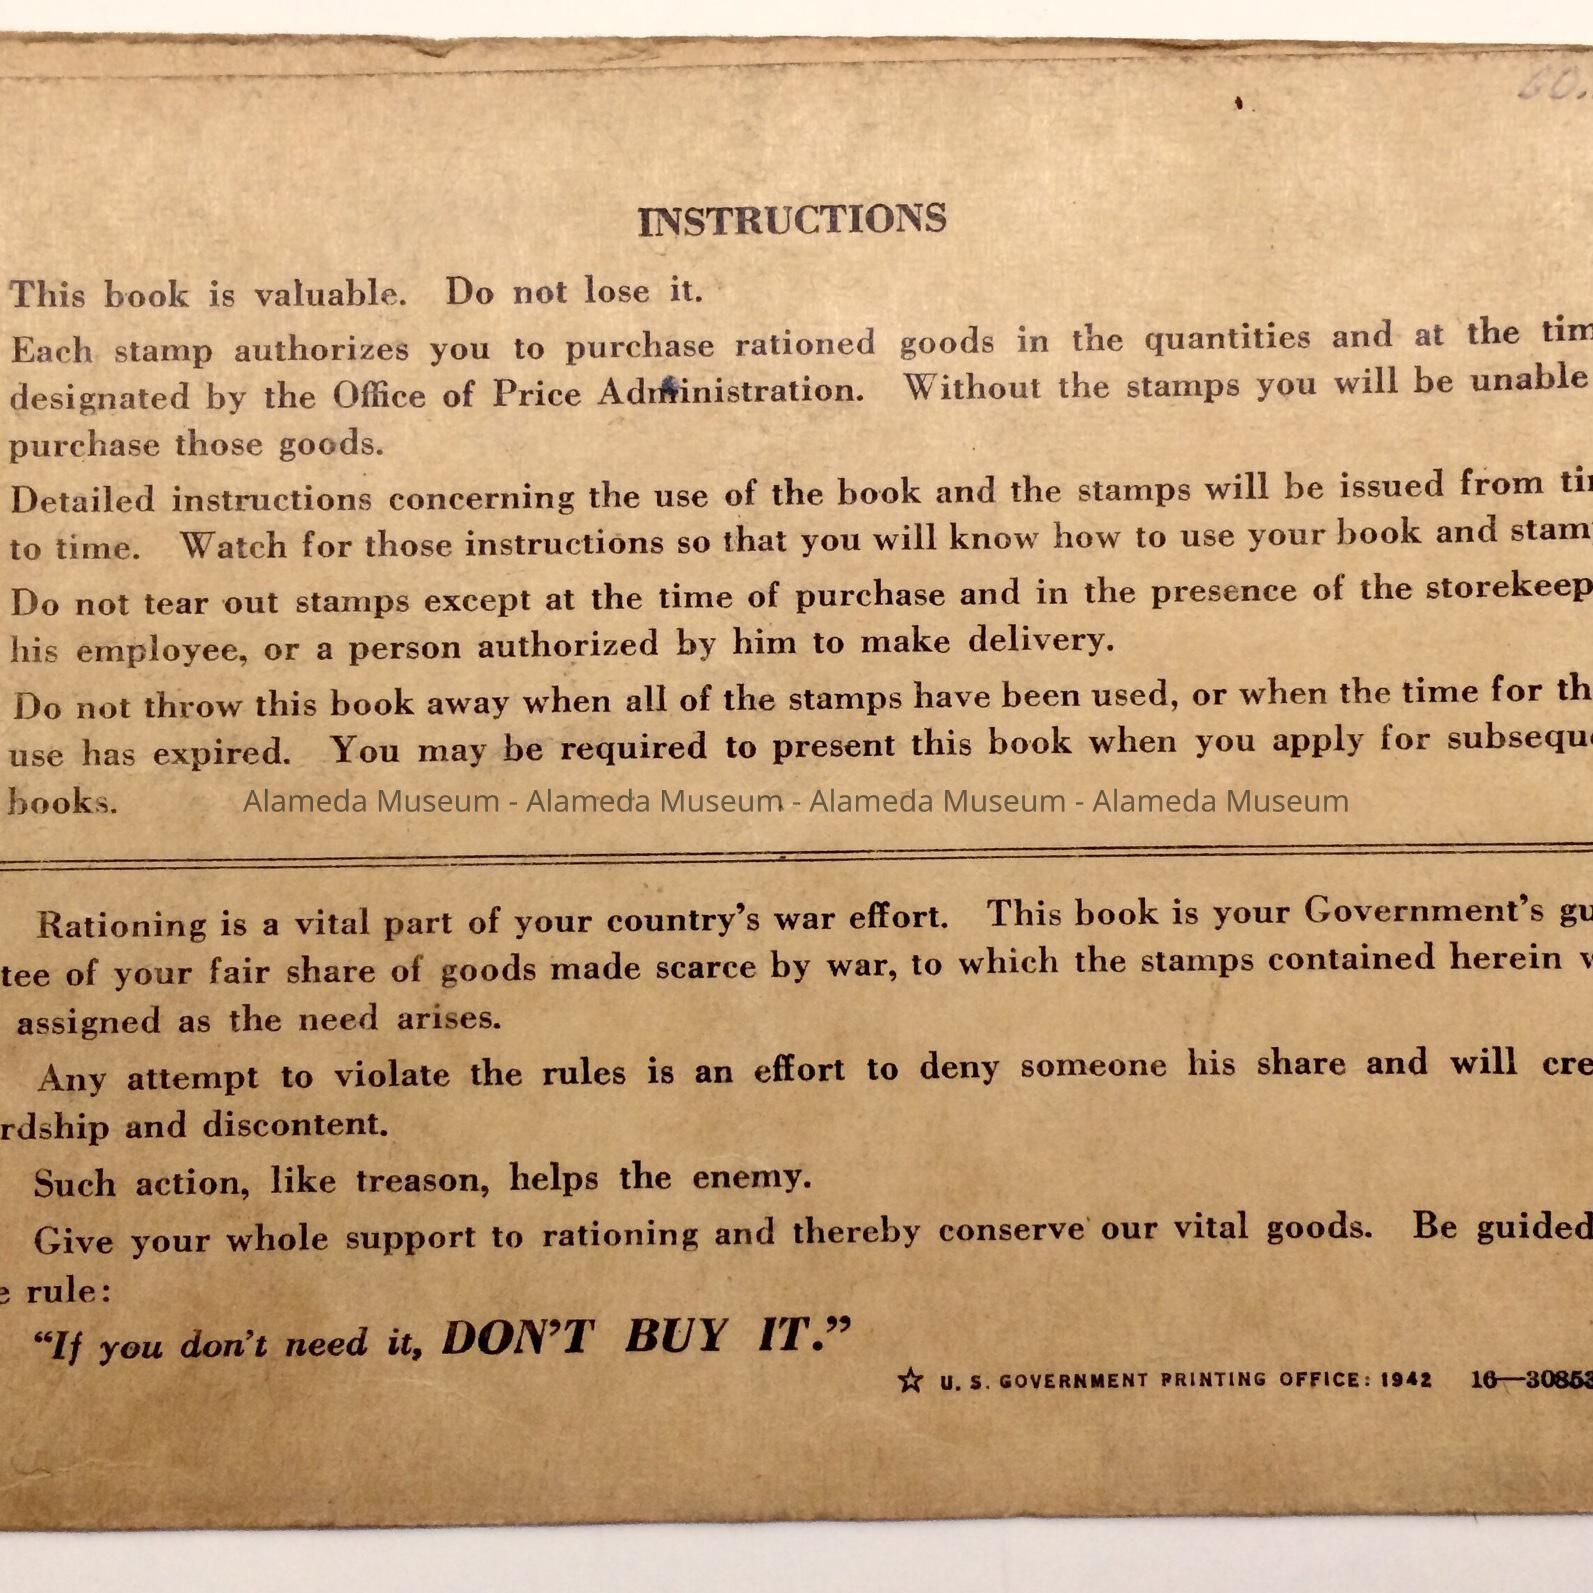 60.
INSTRUCTIONS
This book is valuable. Do not lose it.
Each stamp authorizes you to purchase rationed goods in the quantities and at the tim
designated by the Office of Price Administration. Without the stamps you will be unable
purchase those goods.
Detailed instructions concerning the use of the book and the stamps will be issued from ti
to time. Watch for those instructions so that you will know how to use your book and stam
Do not tear out stamps except at the time of purchase and in the presence of the storekeep
his employee, or a person authorized by him to make delivery.
Do not throw this book away when all of the stamps have been used, or when the time for th
use has expired. You may be required to present this book when you apply for subseque
books.
Alameda Museum - Alameda Museum - Alameda Museum - Alameda Museum
Rationing is a vital part of your country's war effort. This book is your Government's gu
tee of your fair share of goods made scarce by war, to which the stamps contained herein w
assigned as the need arises.
Any attempt to violate the rules is an effort to deny someone his share and will cre
rdship and discontent.
Such action, like treason, helps the enemy.
Give your whole support to rationing and thereby conserve our vital goods. Be guided
e rule:
“If you don't need it, DON'T BUY IT.”
☆ U. S. GOVERNMENT PRINTING OFFICE: 1942 16—30853